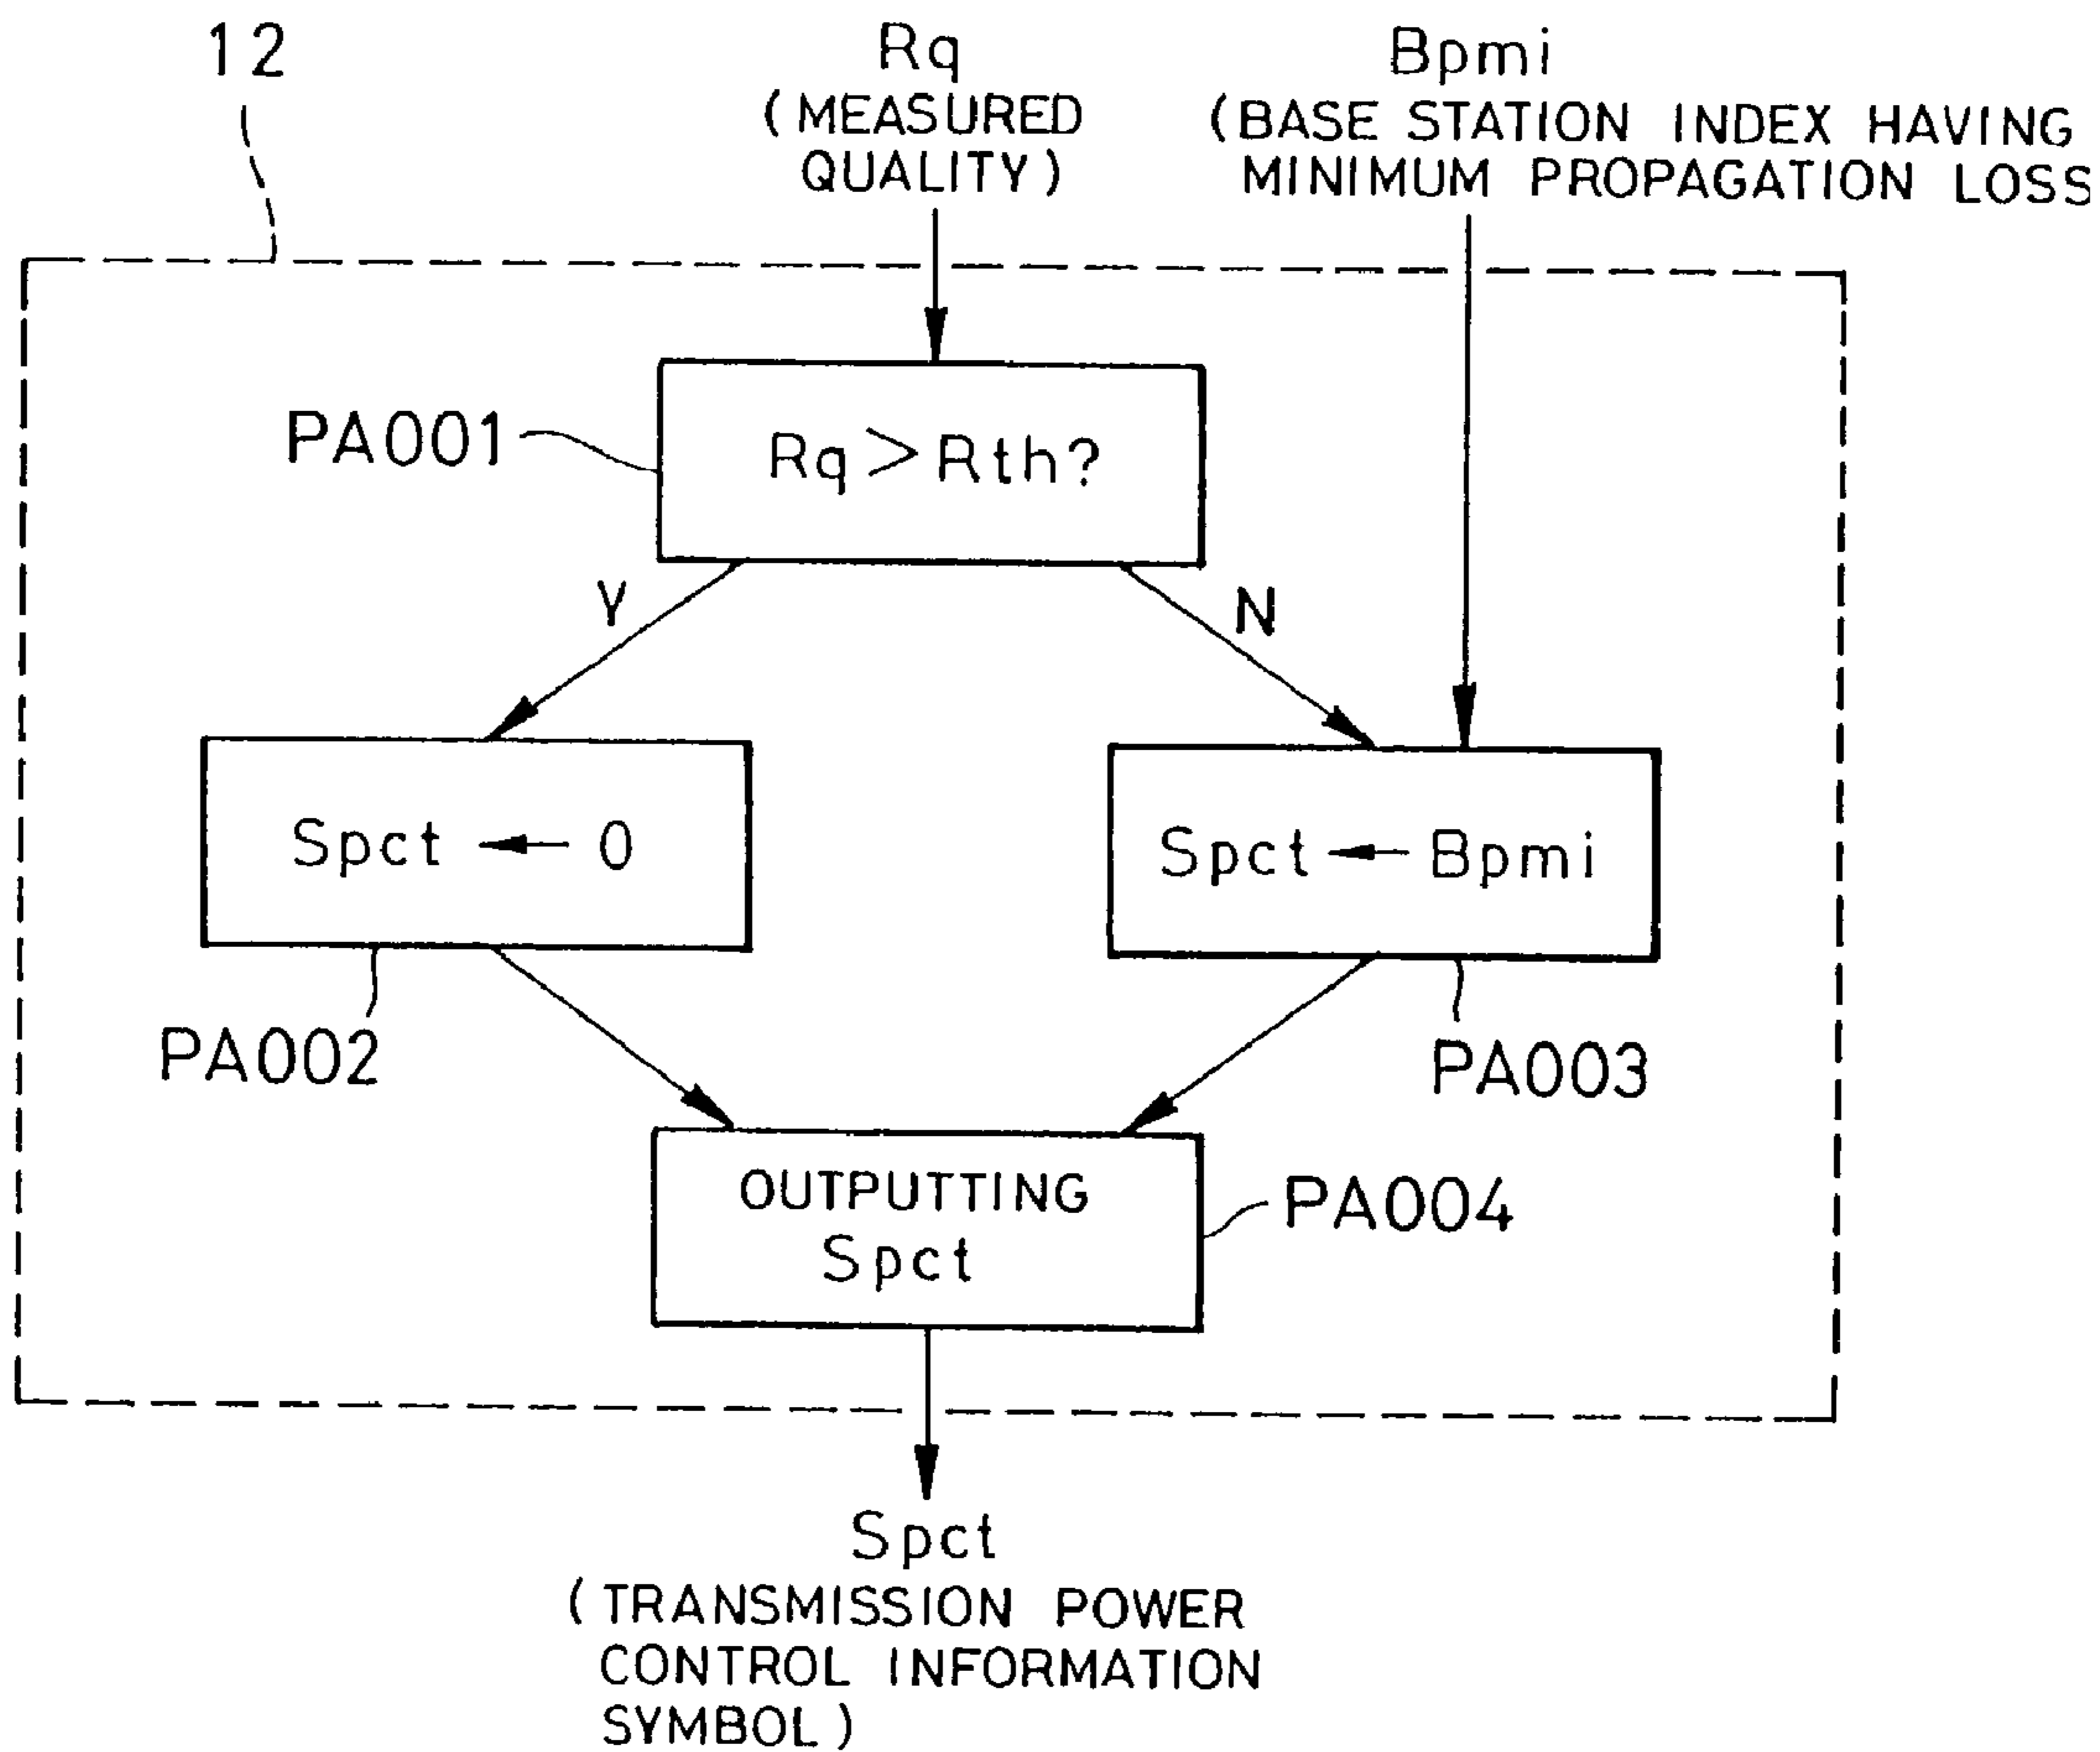 12
Rq
(MEASURED
QUALITY)
Bpmi
(BASE STATION INDEX HAVING
MINIMUM PROPAGATION LOSS
PA001
Rq > Rth?
Y
N
Spct ← 0
Spct ← Bpmi
PA002
PA003
OUTPUTTING
Spct
PA004
Spct
(TRANSMISSION POWER
CONTROL INFORMATION
SYMBOL)